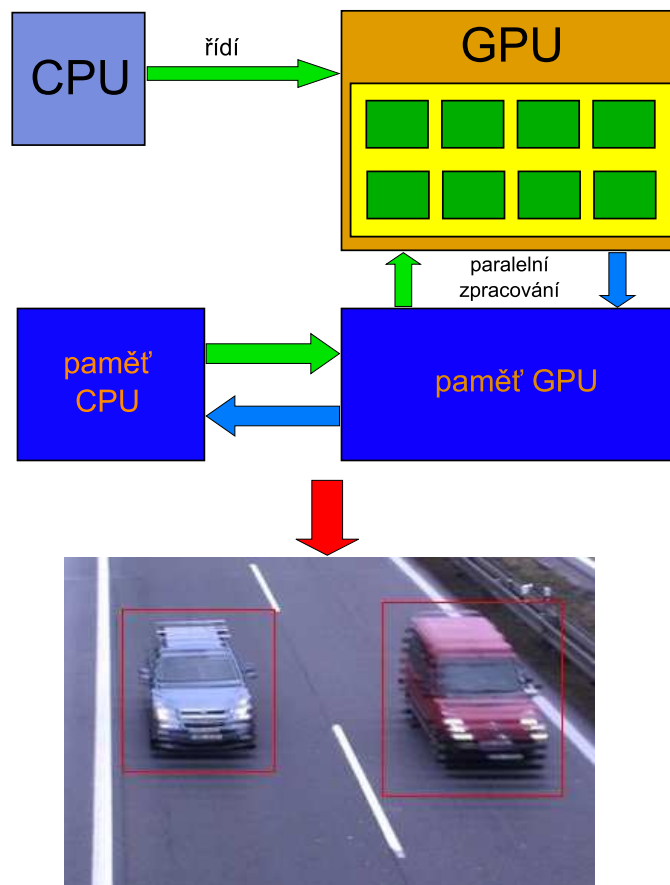 CPU
řídí
GPU
paralelní
zpracování
paměť
CPU
paměť GPU